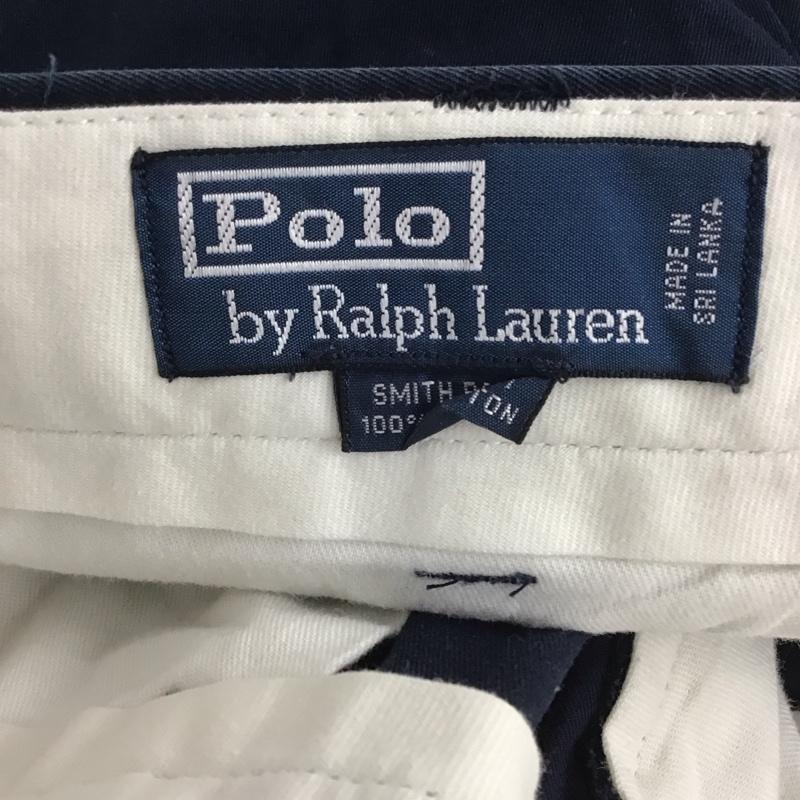 Polo
by Ralph Lauren
MADE IN
SRI LANKA
SMITH
100%